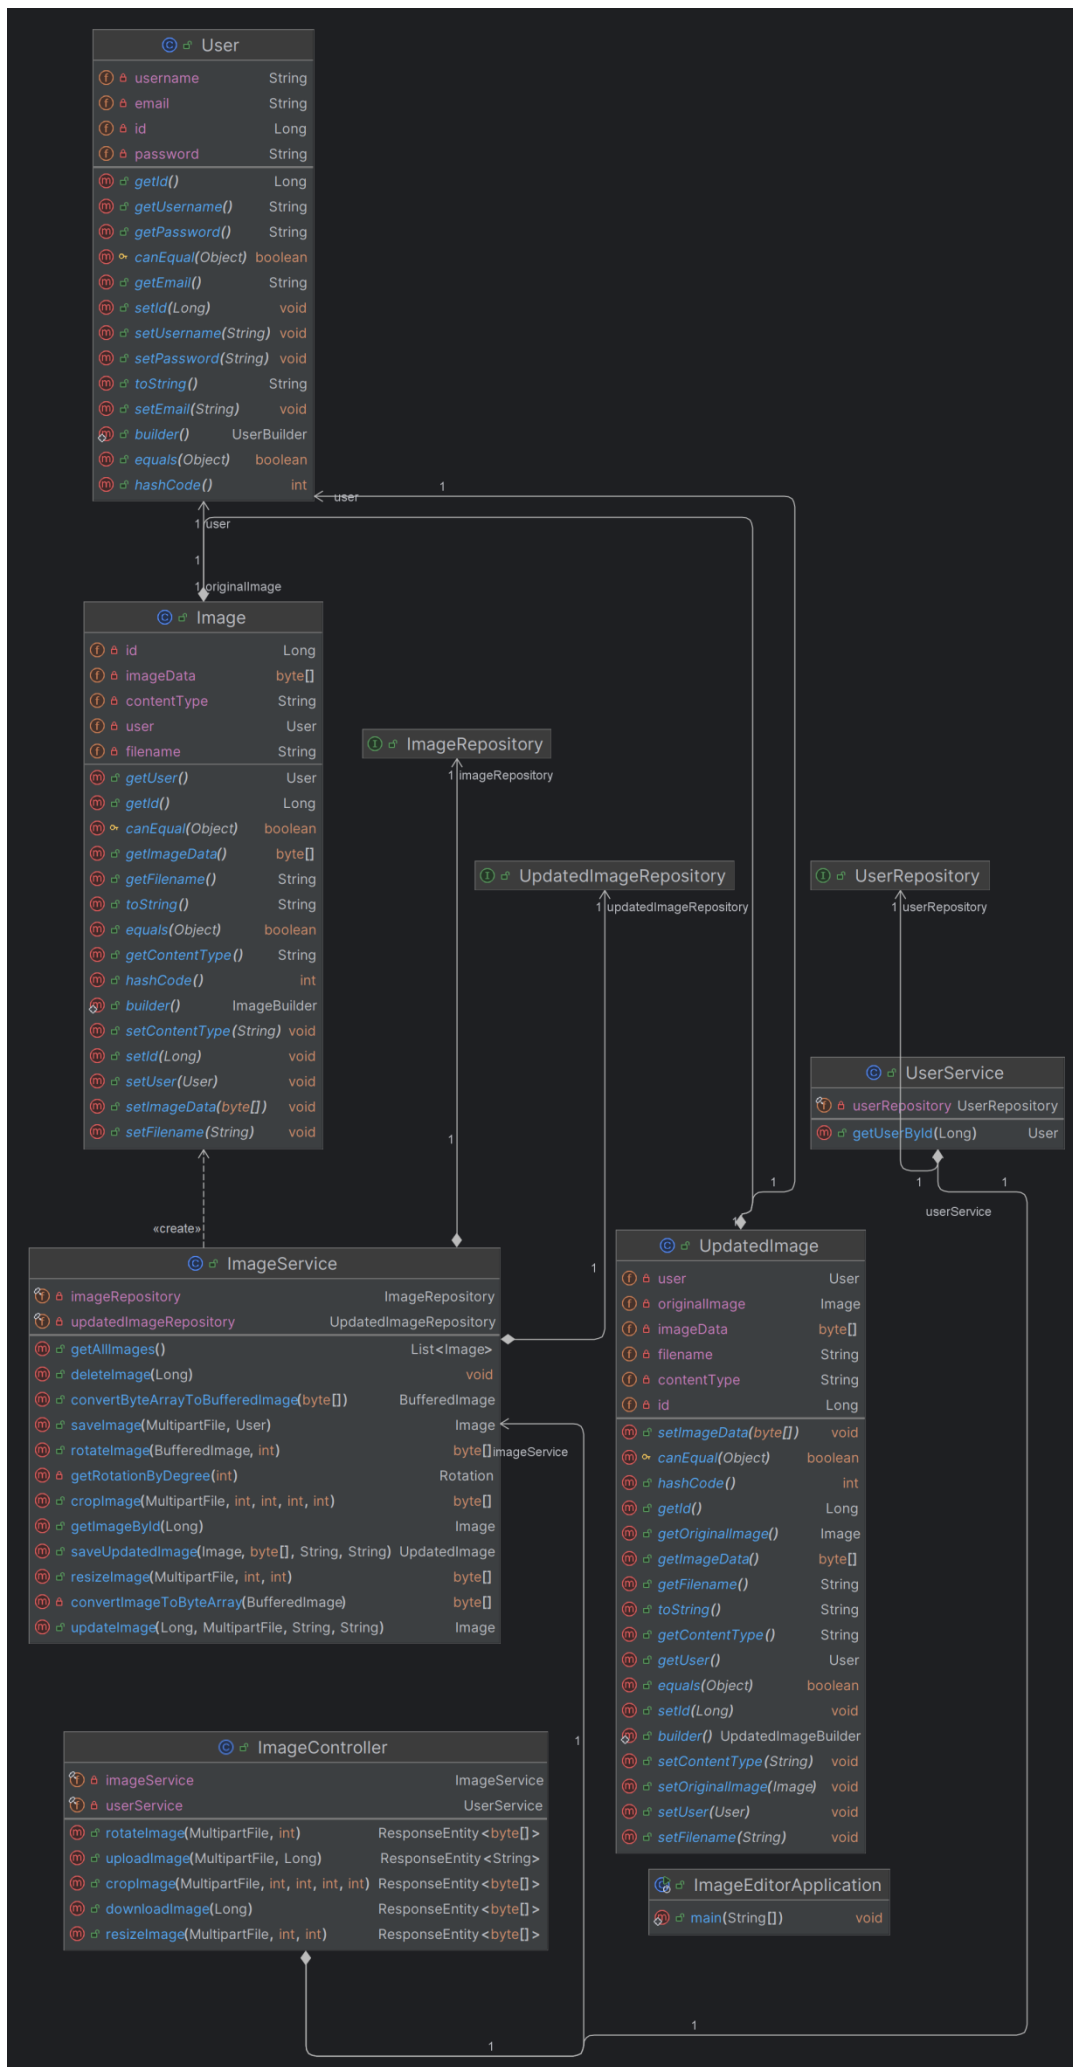 User
username String
email String
id Long
password String
getId() Long
getUsername() String
getPassword() String
canEqual(Object) boolean
getEmail() String
setId(Long) void
setUsername(String) void
setPassword(String) void
toString() String
setEmail(String) void
builder() UserBuilder
equals(Object) boolean
hashCode() int
1
user
1 user
1
1 originalImage
Image
id Long
imageData byte[]
contentType String
user User
filename String
getUser() User
getId() Long
canEqual(Object) boolean
getImageData() byte[]
getFilename() String
toString() String
equals(Object) boolean
getContentType() String
hashCode() int
builder() ImageBuilder
setContentType(String) void
setId(Long) void
setUser(User) void
setImageData(byte[]) void
setFilename(String) void
ImageRepository
1 imageRepository
UpdatedImageRepository
1 updatedImageRepository
UserRepository
1 userRepository
UserService
userRepository UserRepository
getUserById(Long) User
1
1
1
1
userService
«create»
1
ImageService
imageRepository ImageRepository
updatedImageRepository UpdatedImageRepository
getAllImages() List<Image>
deleteImage(Long) void
convertByteArrayToBufferedImage(byte[]) BufferedImage
saveImage(MultipartFile, User) Image
rotateImage(BufferedImage, int) byte[]
imageService
getRotationByDegree(int) Rotation
cropImage(MultipartFile, int, int, int, int) byte[]
getImageById(Long) Image
saveUpdatedImage(Image, byte[], String, String) UpdatedImage
resizeImage(MultipartFile, int, int) byte[]
convertImageToByteArray(BufferedImage) byte[]
updateImage(Long, MultipartFile, String, String) Image
1
UpdatedImage
user User
originalImage Image
imageData byte[]
filename String
contentType String
id Long
setImageData(byte[]) void
canEqual(Object) boolean
hashCode() int
getId() Long
getOriginalImage() Image
getImageData() byte[]
getFilename() String
toString() String
getContentType() String
getUser() User
equals(Object) boolean
setId(Long) void
builder() UpdatedImageBuilder
setContentType(String) void
setOriginalImage(Image) void
setUser(User) void
setFilename(String) void
1
ImageController
imageService ImageService
userService UserService
rotateImage(MultipartFile, int) ResponseEntity<byte[]>
uploadImage(MultipartFile, Long) ResponseEntity<String>
cropImage(MultipartFile, int, int, int, int) ResponseEntity<byte[]>
downloadImage(Long) ResponseEntity<byte[]>
resizeImage(MultipartFile, int, int) ResponseEntity<byte[]>
ImageEditorApplication
main(String[]) void
1
1